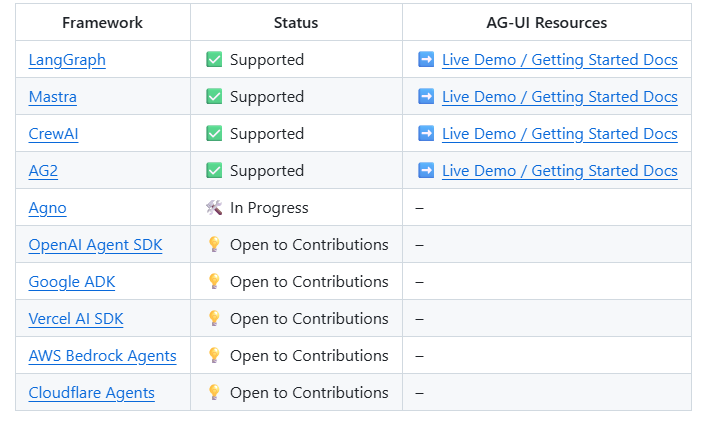 Framework Status AG-UI Resources
LangGraph ✅ Supported ➡️ Live Demo / Getting Started Docs
Mastra ✅ Supported ➡️ Live Demo / Getting Started Docs
CrewAI ✅ Supported ➡️ Live Demo / Getting Started Docs
AG2 ✅ Supported ➡️ Live Demo / Getting Started Docs
Agno 🛠️ In Progress –
OpenAI Agent SDK 💡 Open to Contributions –
Google ADK 💡 Open to Contributions –
Vercel AI SDK 💡 Open to Contributions –
AWS Bedrock Agents 💡 Open to Contributions –
Cloudflare Agents 💡 Open to Contributions –